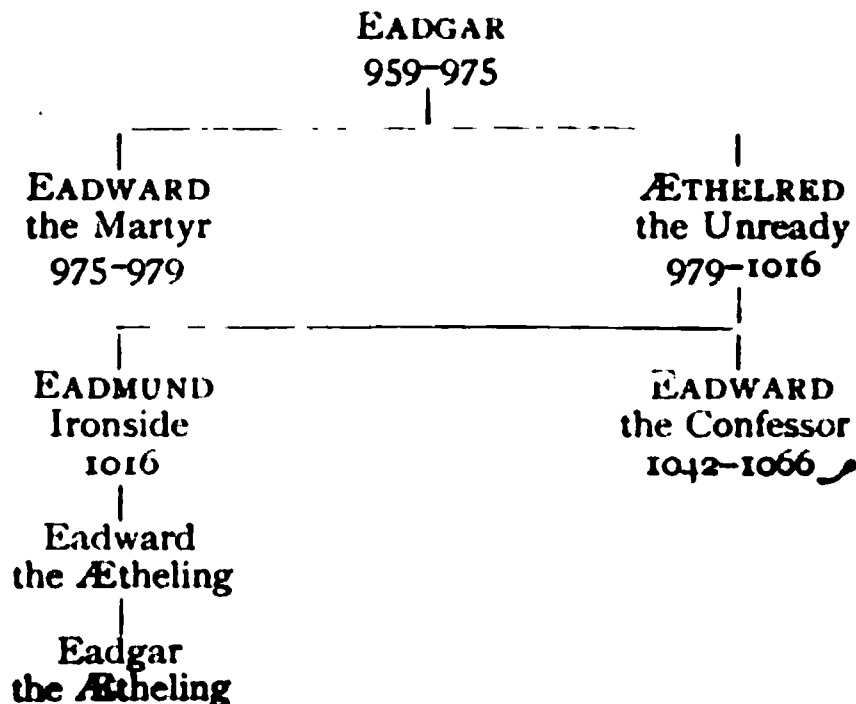 EADGAR
959-975
EADWARD
the Martyr
975-979
ÆTHELRED
the Unready
979-1016
EADMUND
Ironside
1016
EADWARD
the Confessor
1042-1066
Eadward
the Ætheling
Eadgar
the Ætheling